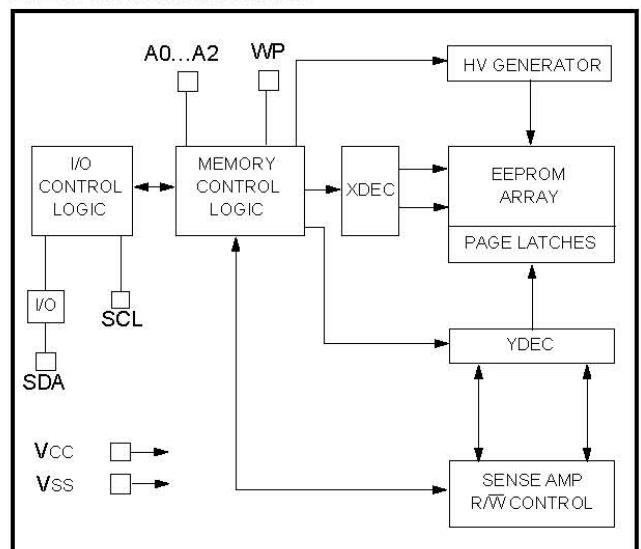 A0...A2
WP
HV GENERATOR
I/O
CONTROL
LOGIC
MEMORY
CONTROL
LOGIC
XDEC
EEPROM
ARRAY
PAGE LATCHES
I/O
SCL
SDA
YDEC
VCC
VSS
SENSE AMP
R/W̅ CONTROL